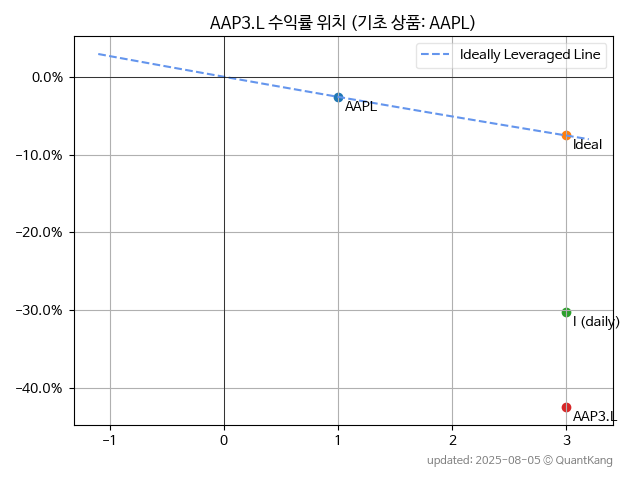 AAP3.L 수익률 위치 (기초 상품: AAPL)
Ideally Leveraged Line
0.0%
−10.0%
−20.0%
−30.0%
−40.0%
AAPL
Ideal
I (daily)
AAP3.L
−1
0
1
2
3
updated: 2025-08-05 © QuantKang